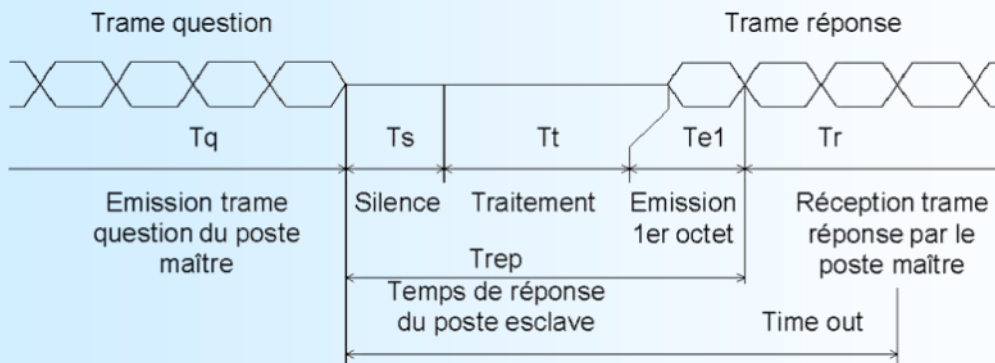 Trame question
Trame réponse
Tq
Ts
Tt
Te1
Tr
Emission trame
question du poste
maître
Silence
Traitement
Emission
1er octet
Réception trame
réponse par le
poste maître
Trep
Temps de réponse
du poste esclave
Time out